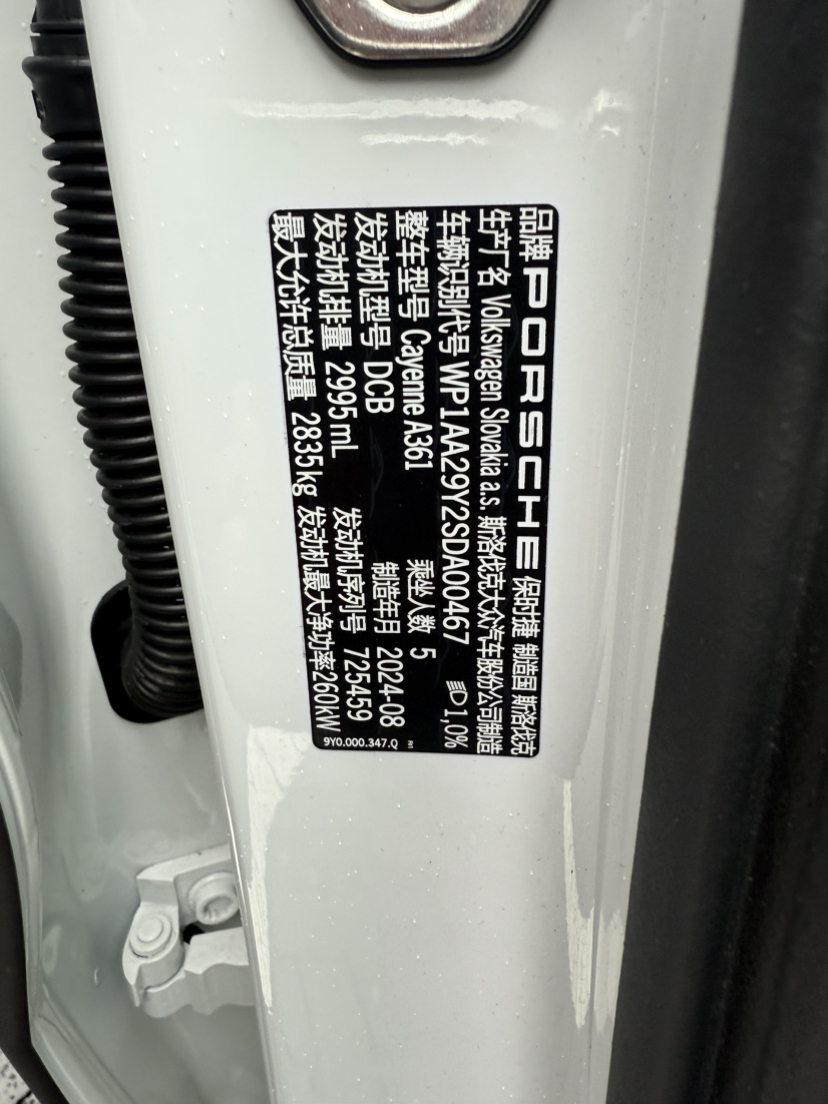 品牌 PORSCHE 保时捷 制造国 斯洛伐克
生产厂名 Volkswagen Slovakia a.s. 斯洛伐克大众汽车股份公司制造
车辆识别代号 WP1AA29Y2SDA00467 1,0%
整车型号 Cayenne A361 乘坐人数 5
发动机型号 DCB 制造年月 2024-08
发动机排量 2995 mL 发动机序列号 725459
最大允许总质量 2835 kg 发动机最大净功率260kW
9Y0.000.347.Q